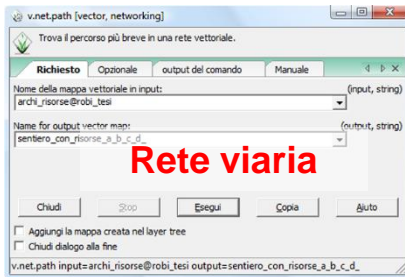 v.net.path [vector, networking]
Trova il percorso più breve in una rete vettoriale.
Richiesto Opzionale output del comando Manuale
Nome della mappa vettoriale in input: (input, string)
archi_risorse@robi_tesi
Name for output vector map: (output, string)
sentiero_con_risorse_a_b_c_d_
Rete viaria
Chiudi Stop Esegui Copia Aiuto
Aggiungi la mappa creata nel layer tree
Chiudi dialogo alla fine
v.net.path input=archi_risorse@robi_tesi output=sentiero_con_risorse_a_b_c_d_